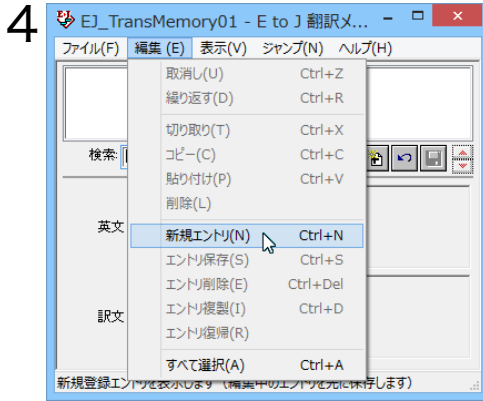 4
EJ_TransMemory01 - E to J 翻訳メ...
ファイル(F) 編集(E) 表示(V) ジャンプ(N) ヘルプ(H)
取消し(U) Ctrl+Z
繰り返す(D) Ctrl+R
切り取り(T) Ctrl+X
コピー(C) Ctrl+C
検索:
貼り付け(P) Ctrl+V
削除(L)
英文
新規エントリ(N) Ctrl+N
エントリ保存(S) Ctrl+S
エントリ削除(E) Ctrl+Del
訳文
エントリ複製(I) Ctrl+D
エントリ復帰(R)
すべて選択(A) Ctrl+A
新規登録エントリを表示します (編集中のエントリを先に保存します)